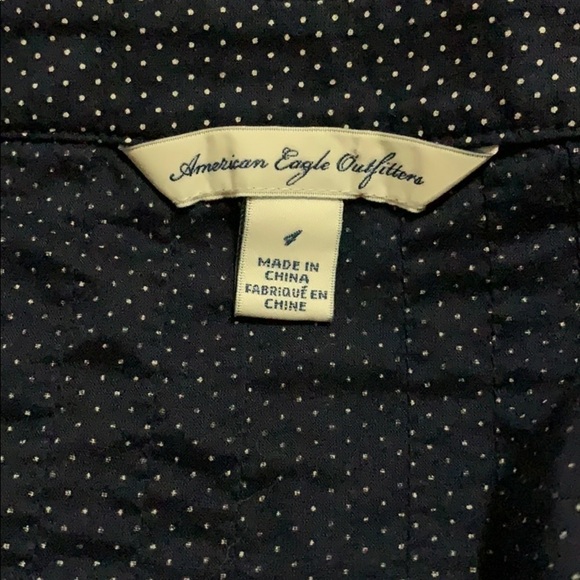 American Eagle Outfitters
4
MADE IN
CHINA
FABRIQUÉ EN
CHINE